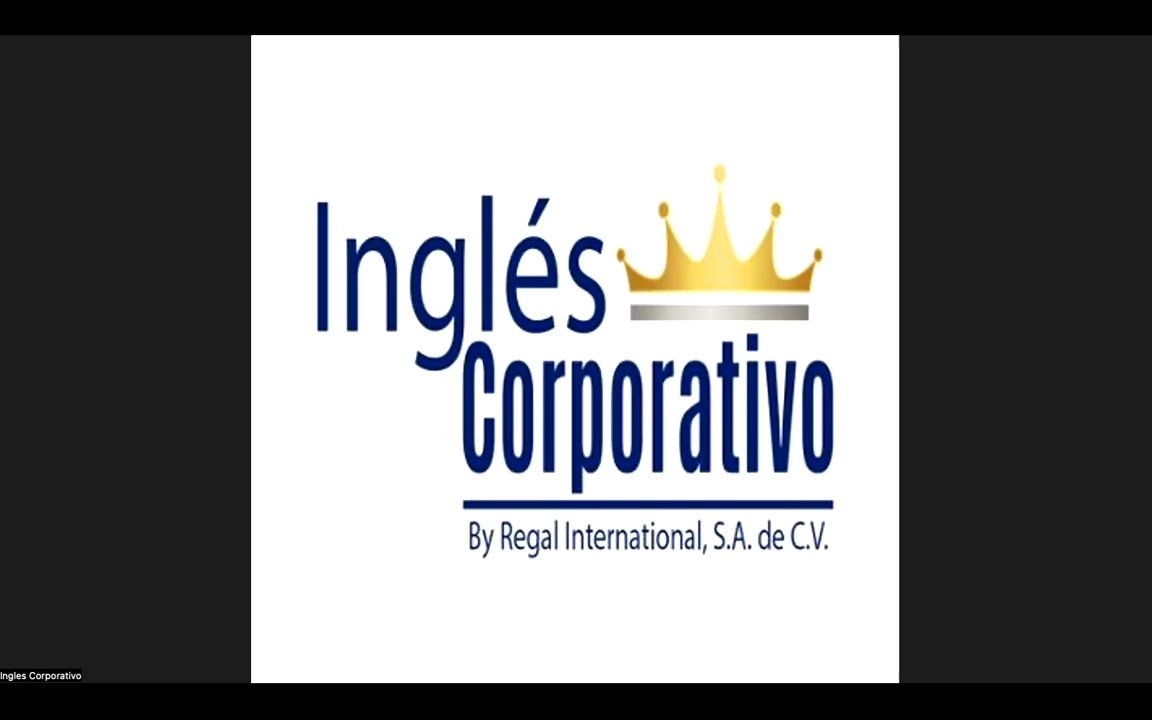 Inglés
Corporativo
By Regal International, S.A. de C.V.
Ingles Corporativo